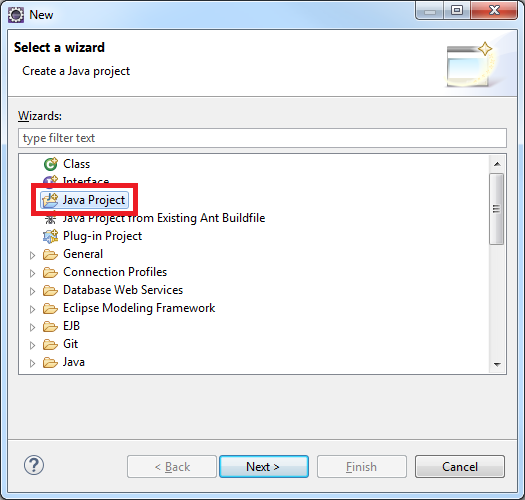 New
Select a wizard
Create a Java project
Wizards:
type filter text
Class
Interface
Java Project
Java Project from Existing Ant Buildfile
Plug-in Project
General
Connection Profiles
Database Web Services
Eclipse Modeling Framework
EJB
Git
Java
?
< Back
Next >
Finish
Cancel